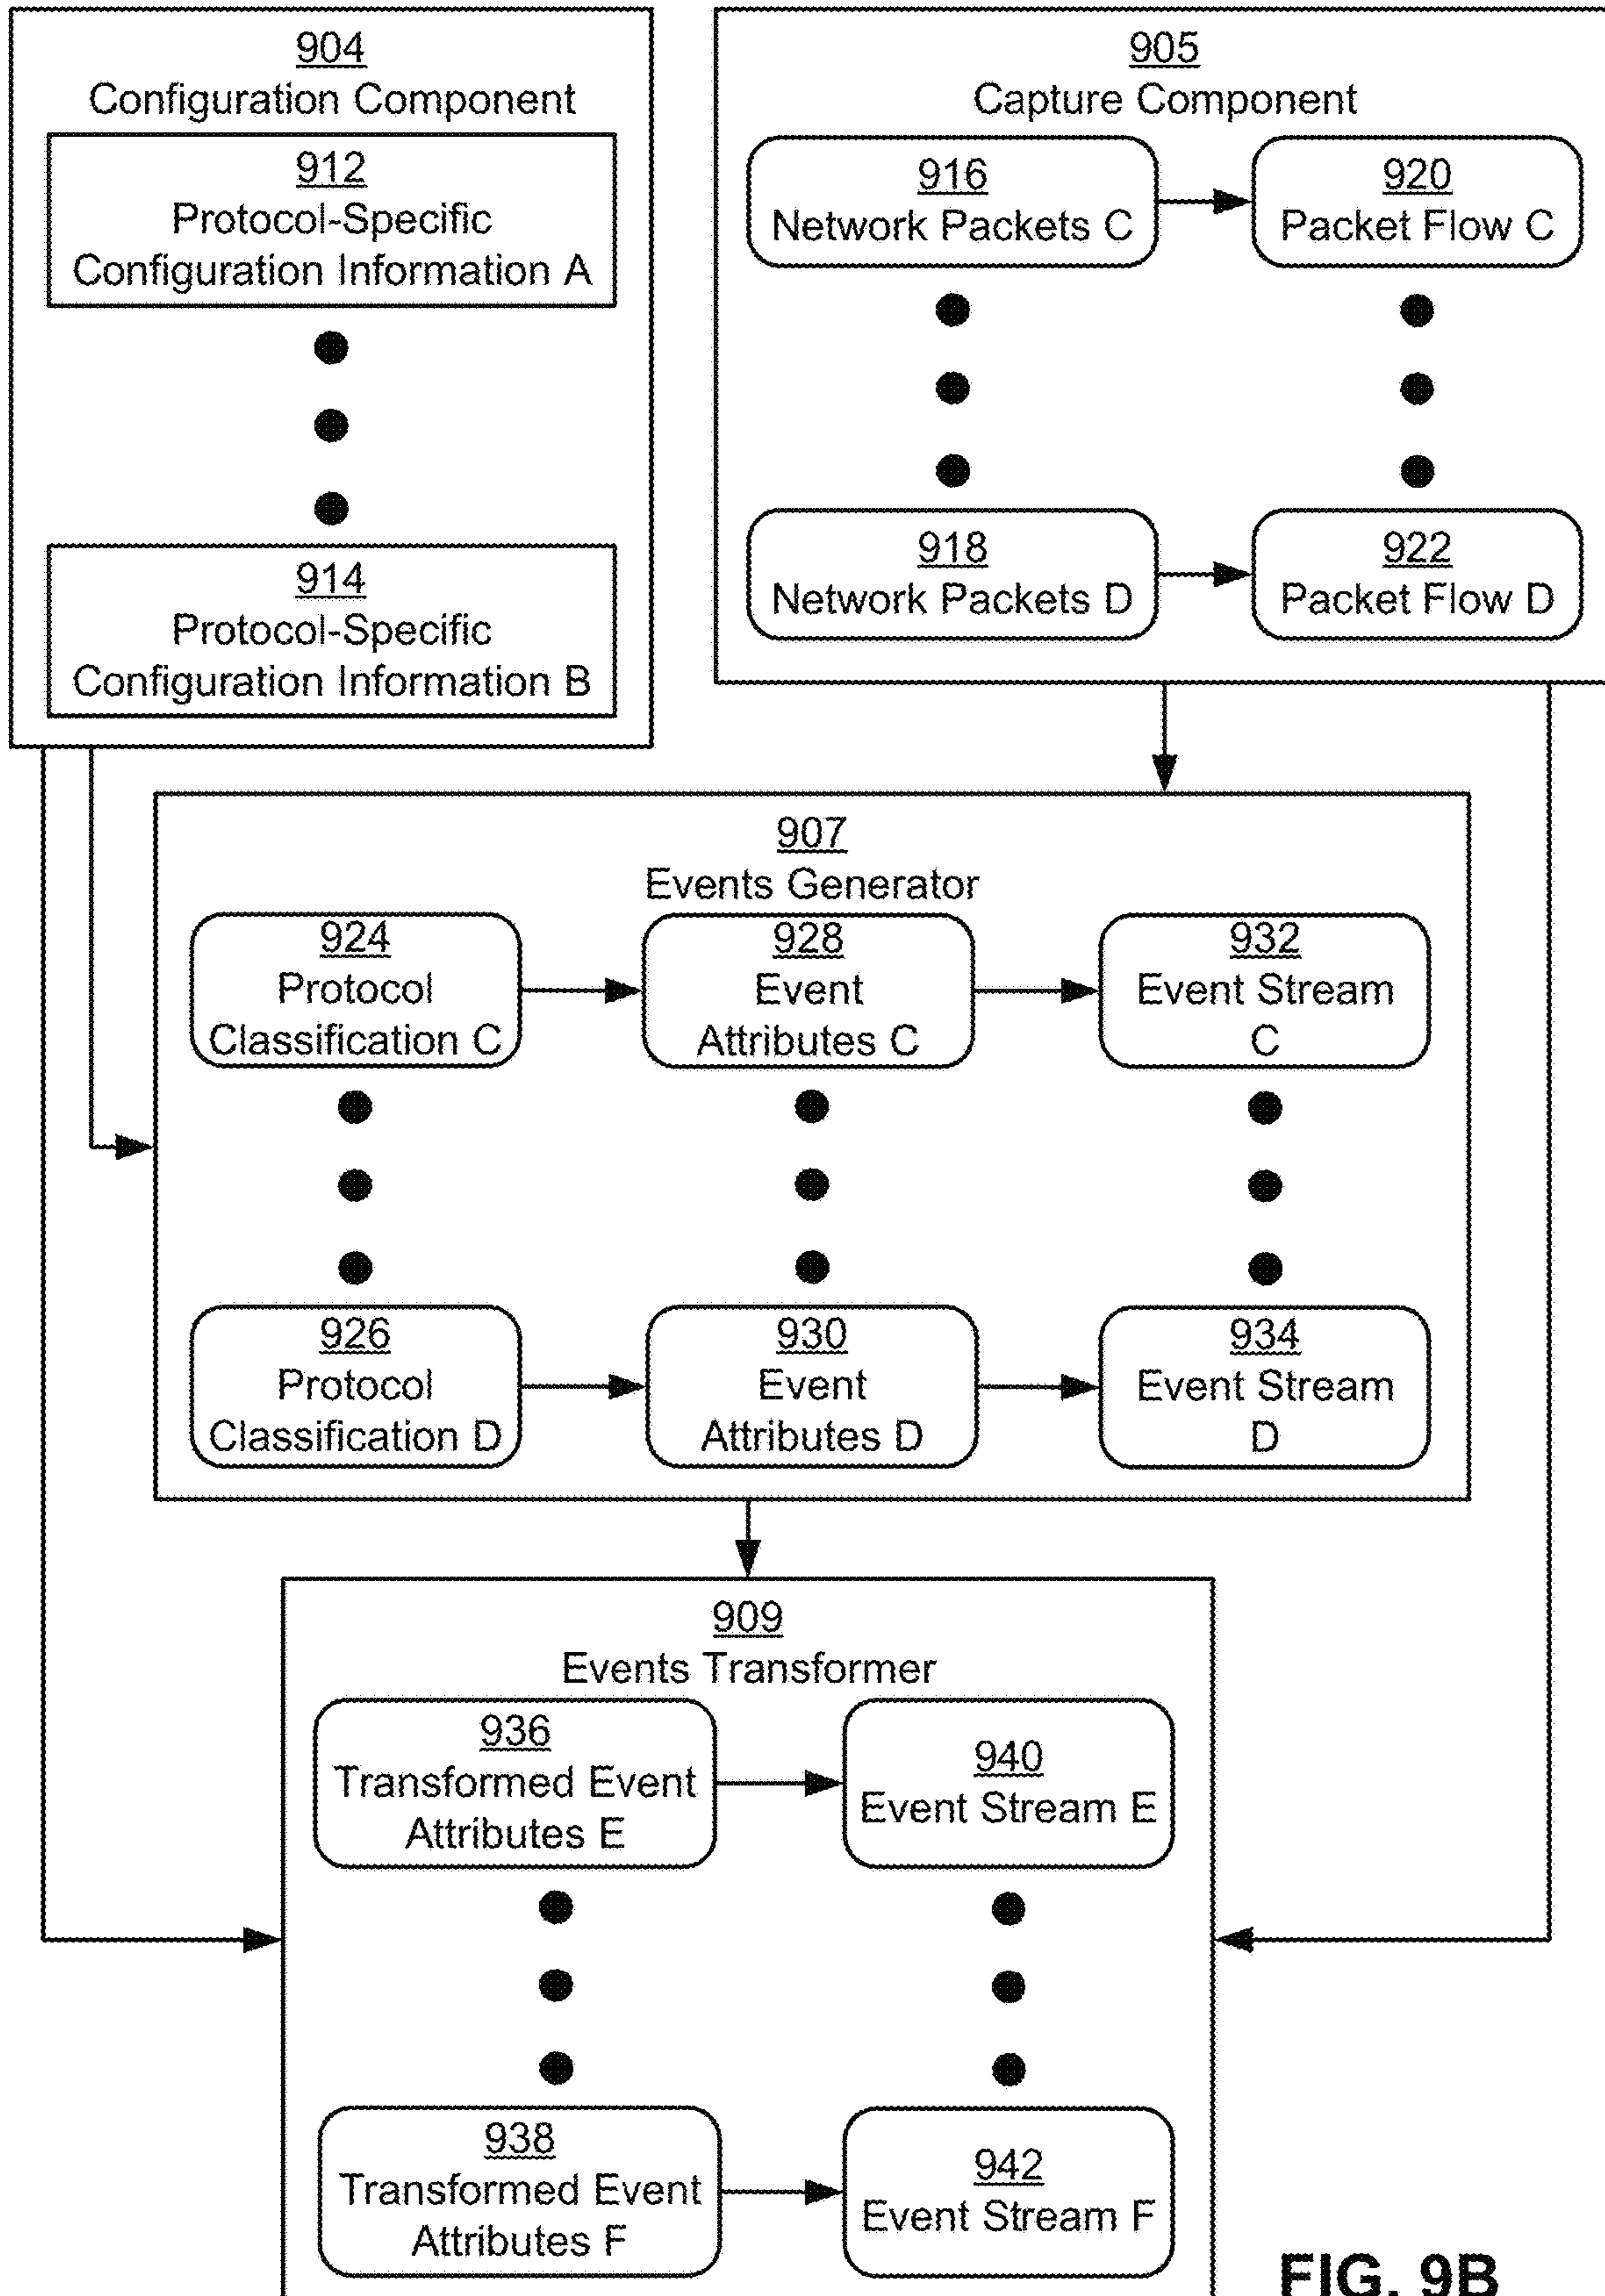 904
Configuration Component
912
Protocol-Specific
Configuration Information A
914
Protocol-Specific
Configuration Information B
905
Capture Component
916
Network Packets C
920
Packet Flow C
918
Network Packets D
922
Packet Flow D
907
Events Generator
924
Protocol
Classification C
928
Event
Attributes C
932
Event Stream
C
926
Protocol
Classification D
930
Event
Attributes D
934
Event Stream
D
909
Events Transformer
936
Transformed Event
Attributes E
940
Event Stream E
938
Transformed Event
Attributes F
942
Event Stream F
FIG. 9B